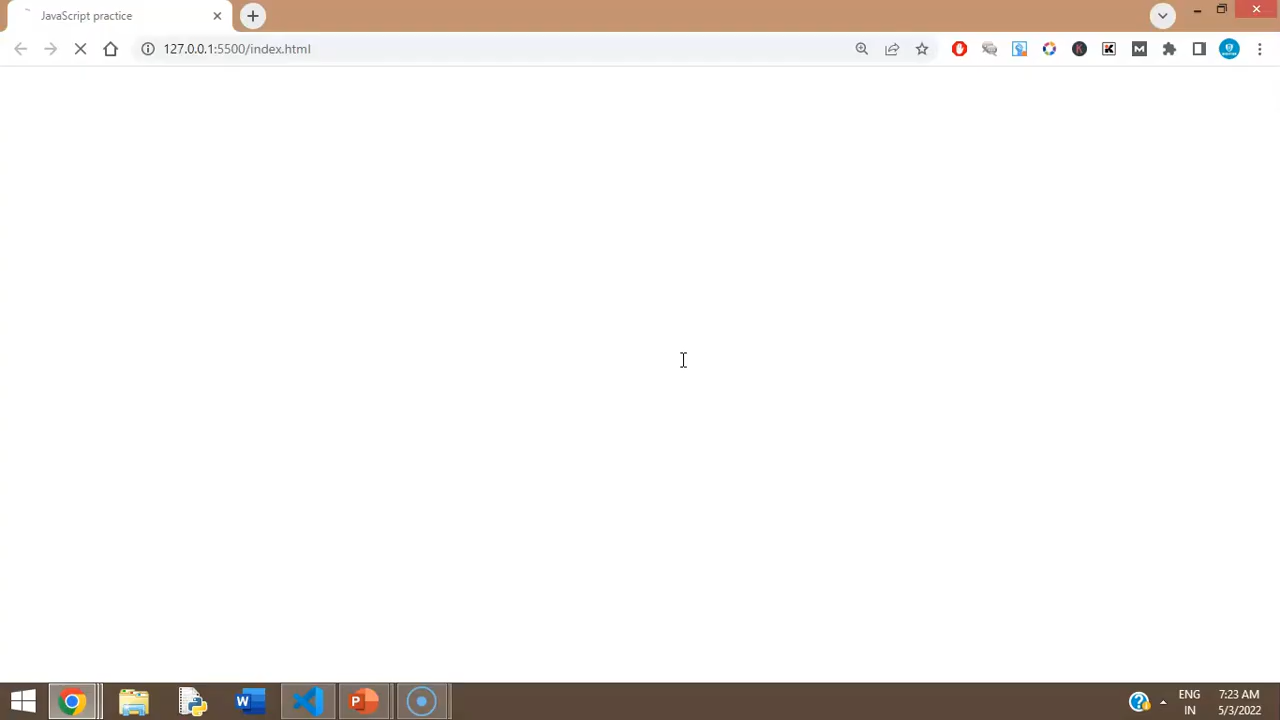 JavaScript practice
127.0.0.1:5500/index.html
ENG
IN
7:23 AM
5/3/2022